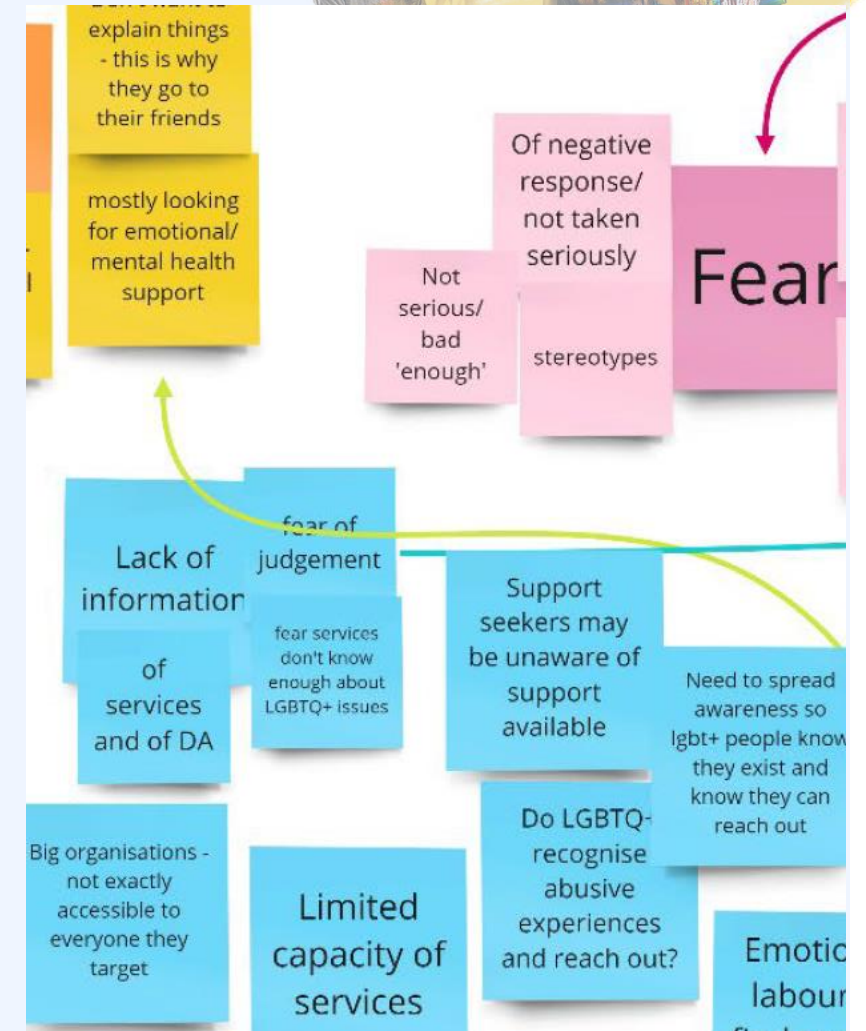 explain things
- this is why
they go to
their friends
mostly looking
for emotional/
mental health
support
Of negative
response/
not taken
seriously
Not
serious/
bad
'enough'
stereotypes
Fear
Lack of
information
of
services
and of DA
fear of
judgement
fear services
don't know
enough about
LGBTQ+ issues
Support
seekers may
be unaware of
support
available
Need to spread
awareness so
lgbt+ people know
they exist and
know they can
reach out
Big organisations -
not exactly
accessible to
everyone they
target
Limited
capacity of
services
Do LGBTQ+
recognise
abusive
experiences
and reach out?
labour